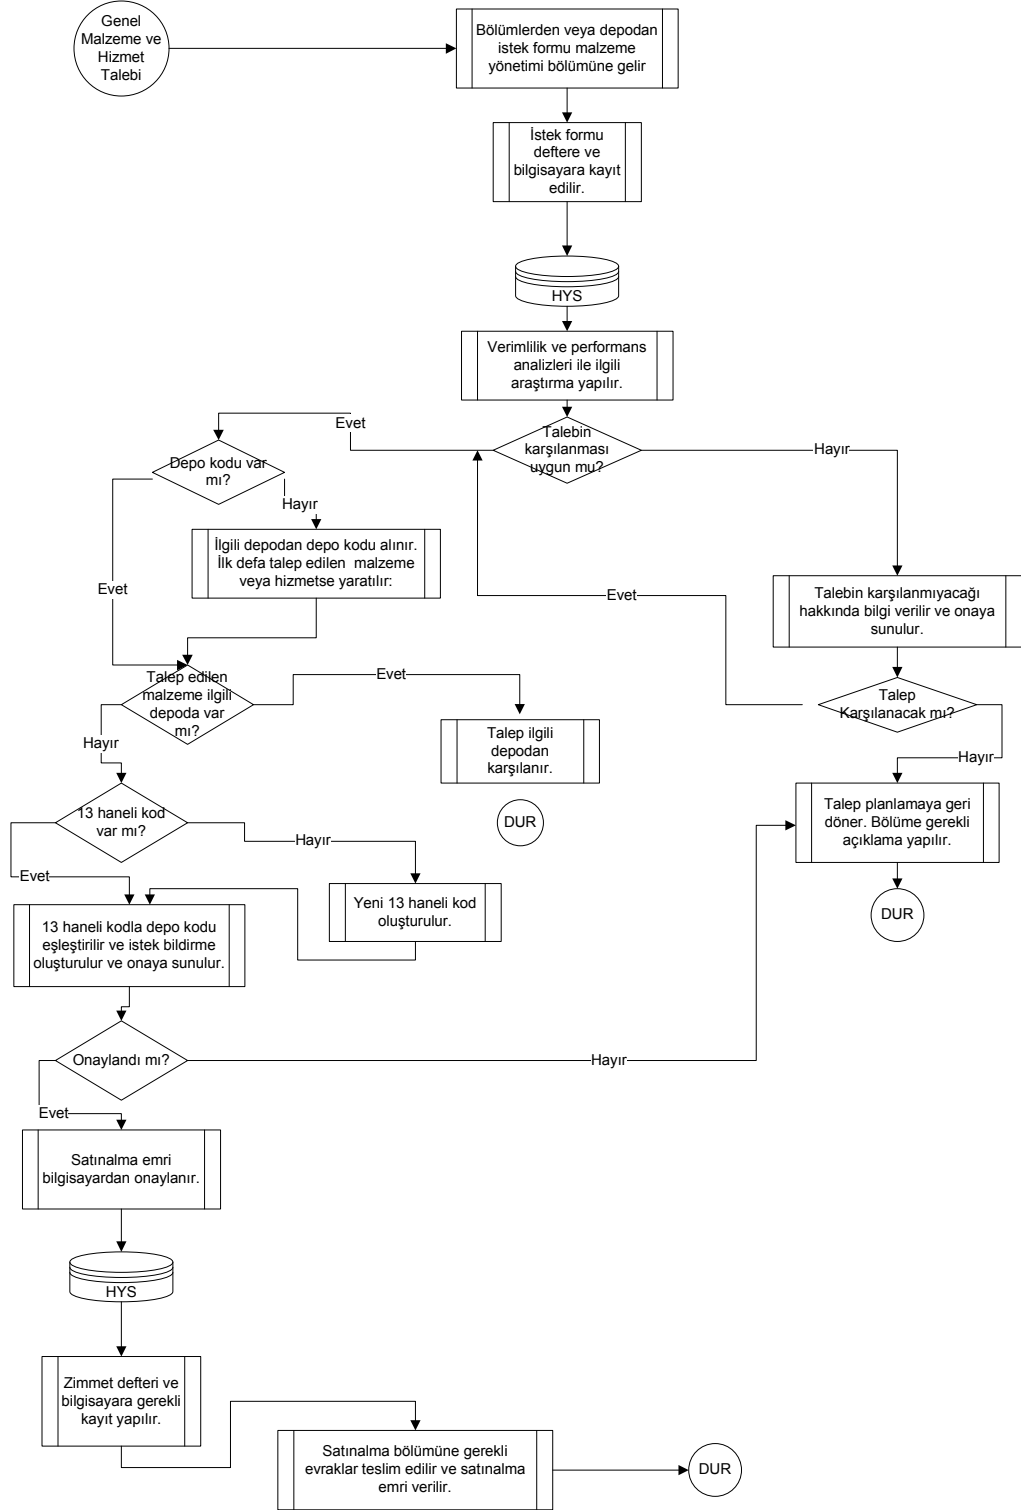 Genel
Malzeme ve
Hizmet
Talebi
Bölümlerden veya depodan
istek formu malzeme
yönetimi bölümüne gelir
İstek formu
deftere ve
bilgisayara kayıt
edilir.
HYS
Verimlilik ve performans
analizleri ile ilgili
araştırma yapılır.
Talebin
karşılanması
uygun mu?
Evet
Hayır
Depo kodu var
mı?
Hayır
Evet
İlgili depodan depo kodu alınır.
İlk defa talep edilen malzeme
veya hizmetse yaratılır:
Talebin karşılanmıyacağı
hakkında bilgi verilir ve onaya
sunulur.
Evet
Talep
Karşılanacak mı?
Hayır
Talep edilen
malzeme ilgili
depoda var
mı?
Evet
Hayır
Talep ilgili
depodan
karşılanır.
DUR
Talep planlamaya geri
döner. Bölüme gerekli
açıklama yapılır.
DUR
13 haneli kod
var mı?
Hayır
Evet
Yeni 13 haneli kod
oluşturulur.
13 haneli kodla depo kodu
eşleştirilir ve istek bildirme
oluşturulur ve onaya sunulur.
Onaylandı mı?
Hayır
Evet
Satınalma emri
bilgisayardan onaylanır.
HYS
Zimmet defteri ve
bilgisayara gerekli
kayıt yapılır.
Satınalma bölümüne gerekli
evraklar teslim edilir ve satınalma
emri verilir.
DUR